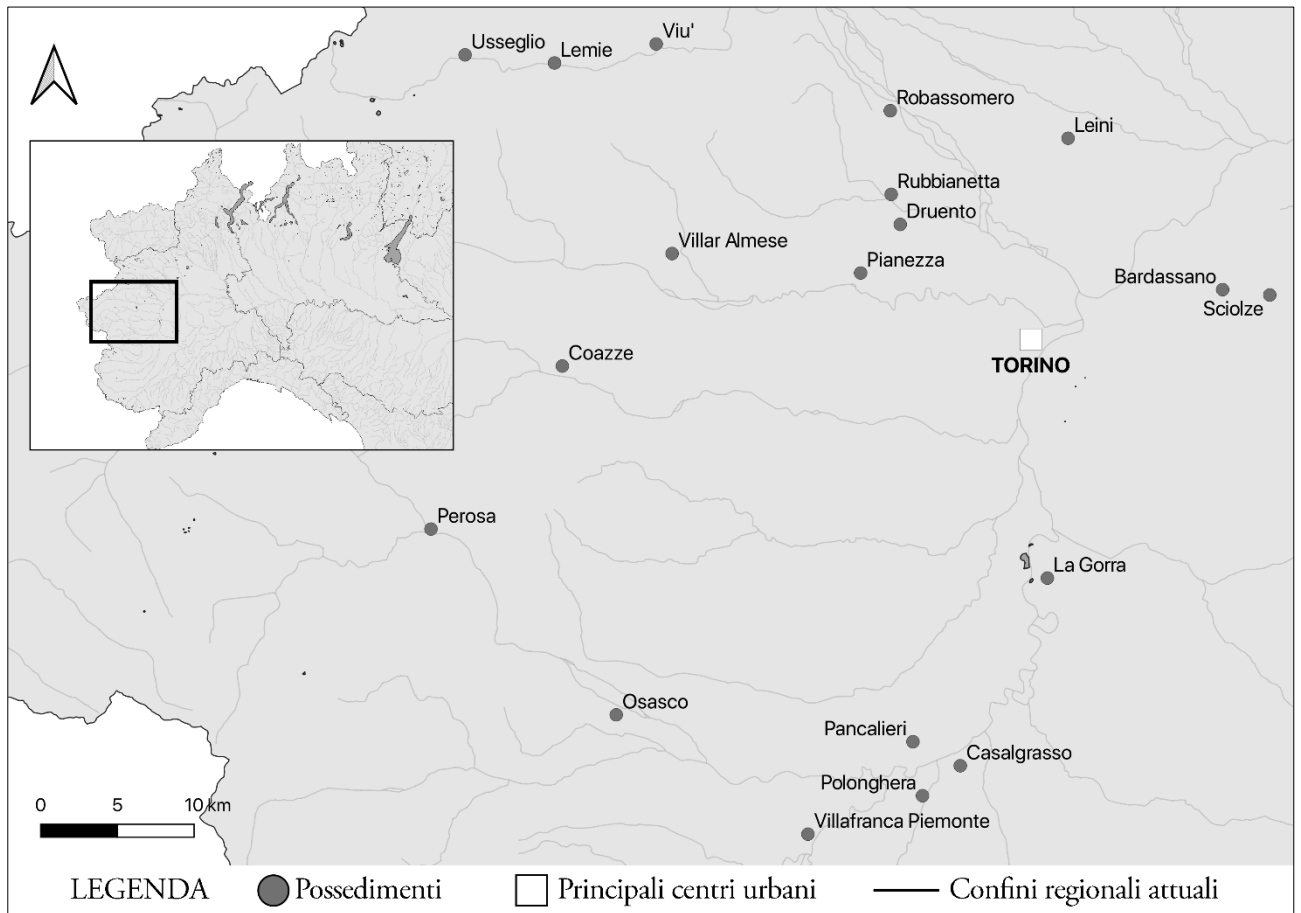 Usseglio
Lemie
Viu'
Robassomero
Leini
Rubbianetta
Druento
Villar Almese
Pianezza
Bardassano
Sciolze
TORINO
Coazze
Perosa
La Gorra
Osasco
Pancalieri
Casalgrasso
Polonghera
Villafranca Piemonte
0 5 10 km
LEGENDA Possedimenti Principali centri urbani Confini regionali attuali